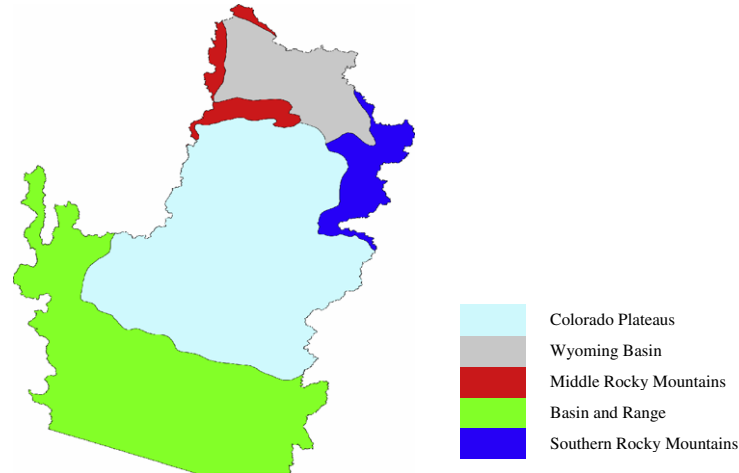 Colorado Plateaus
Wyoming Basin
Middle Rocky Mountains
Basin and Range
Southern Rocky Mountains